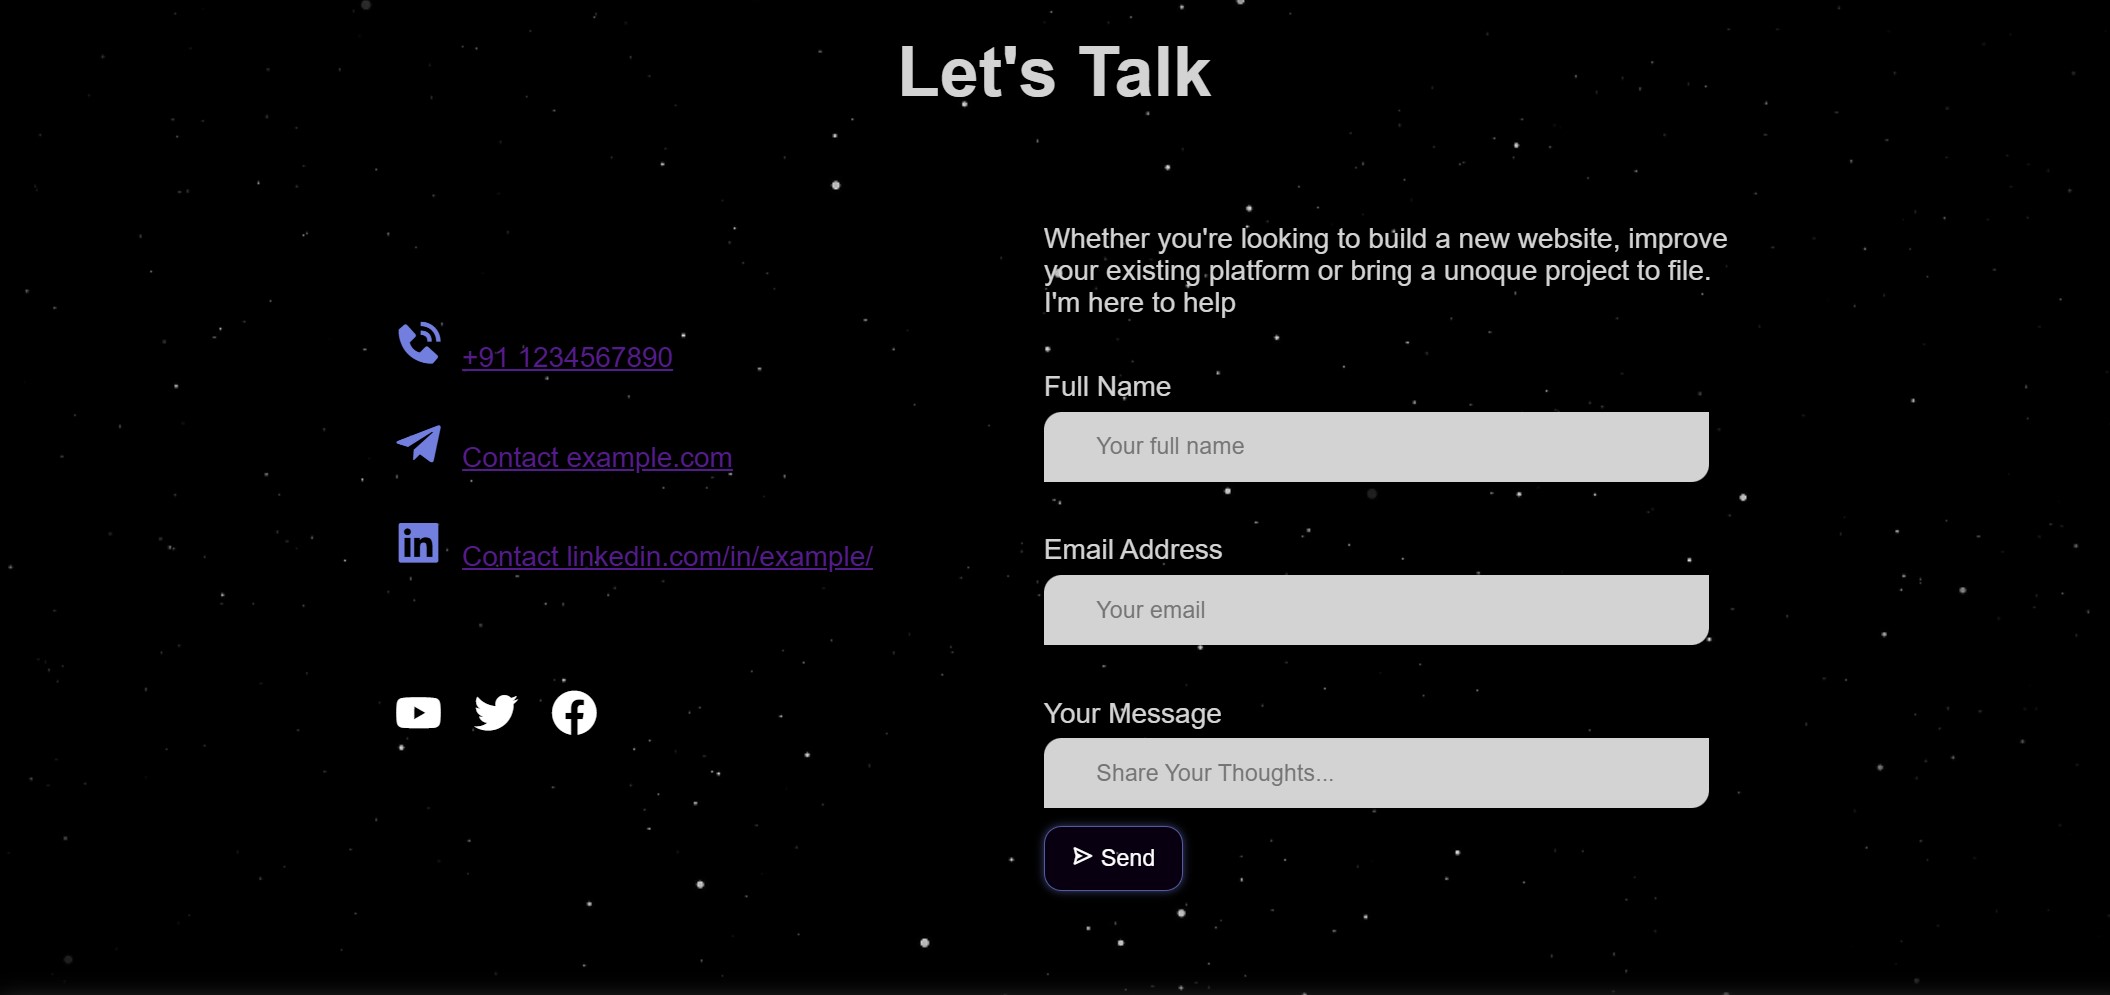 Let's Talk
+91 1234567890
Contact example.com
Contact linkedin.com/in/example/
Whether you're looking to build a new website, improve
your existing platform or bring a unoque project to file.
I'm here to help
Full Name
Your full name
Email Address
Your email
Your Message
Share Your Thoughts...
Send